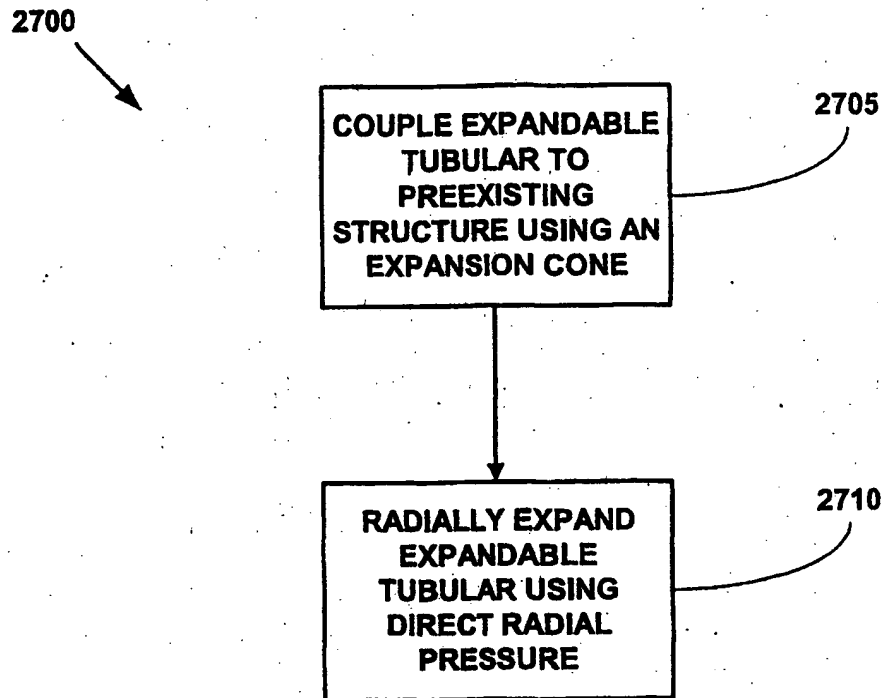 2700
COUPLE EXPANDABLE
TUBULAR TO
PREEXISTING
STRUCTURE USING AN
EXPANSION CONE
2705
RADIALLY EXPAND
EXPANDABLE
TUBULAR USING
DIRECT RADIAL
PRESSURE
2710